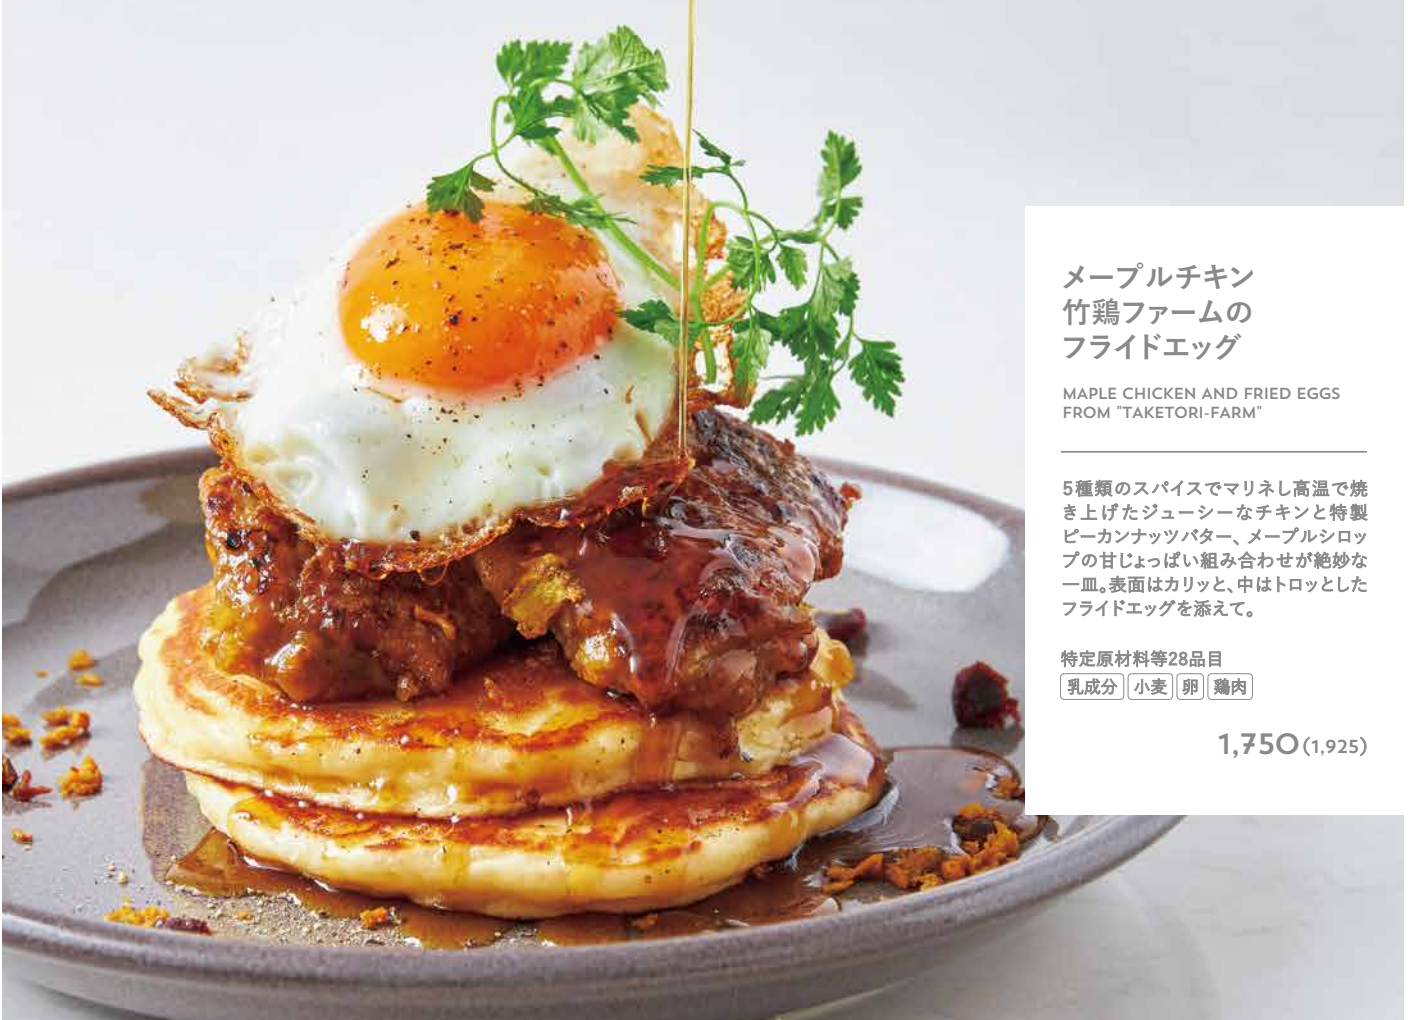 メープルチキン
竹鶏ファームの
フライドエッグ
MAPLE CHICKEN AND FRIED EGGS
FROM "TAKETORI-FARM"
5種類のスパイスでマリネし高温で焼
き上げたジューシーなチキンと特製
ピーカンナッツバター、メープルシロッ
プの甘じょっぱい組み合わせが絶妙な
一皿。表面はカリッと、中はトロッとした
フライドエッグを添えて。
特定原材料等28品目
乳成分 小麦 卵 鶏肉
1,750(1,925)